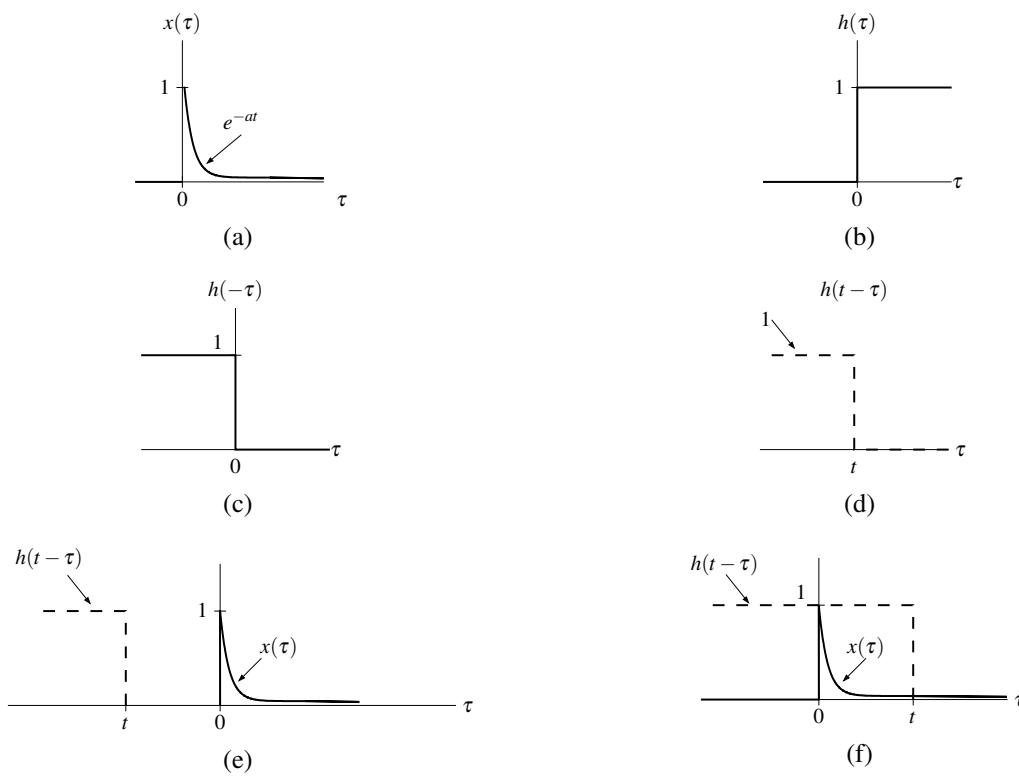 x(τ)
1
e^{−at}
0
τ
(a)
h(τ)
1
0
τ
(b)
h(−τ)
1
0
τ
(c)
h(t − τ)
1
t
τ
(d)
h(t − τ)
1
x(τ)
t
0
τ
(e)
h(t − τ)
1
x(τ)
0
t
τ
(f)